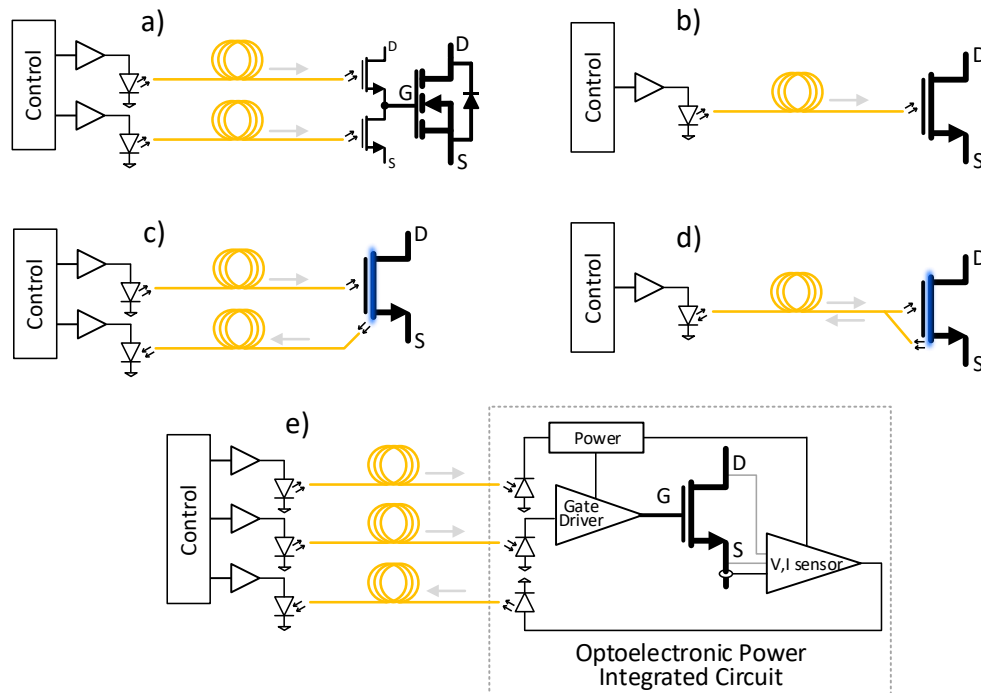 a)
Control
D
S
G
D
S
b)
Control
D
S
c)
Control
D
S
d)
Control
D
S
e)
Control
Power
Gate
Driver
G
D
S
V,I sensor
Optoelectronic Power
Integrated Circuit